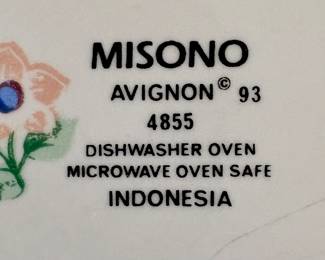 MISONO
AVIGNON© 93
4855
DISHWASHER OVEN
MICROWAVE OVEN SAFE
INDONESIA